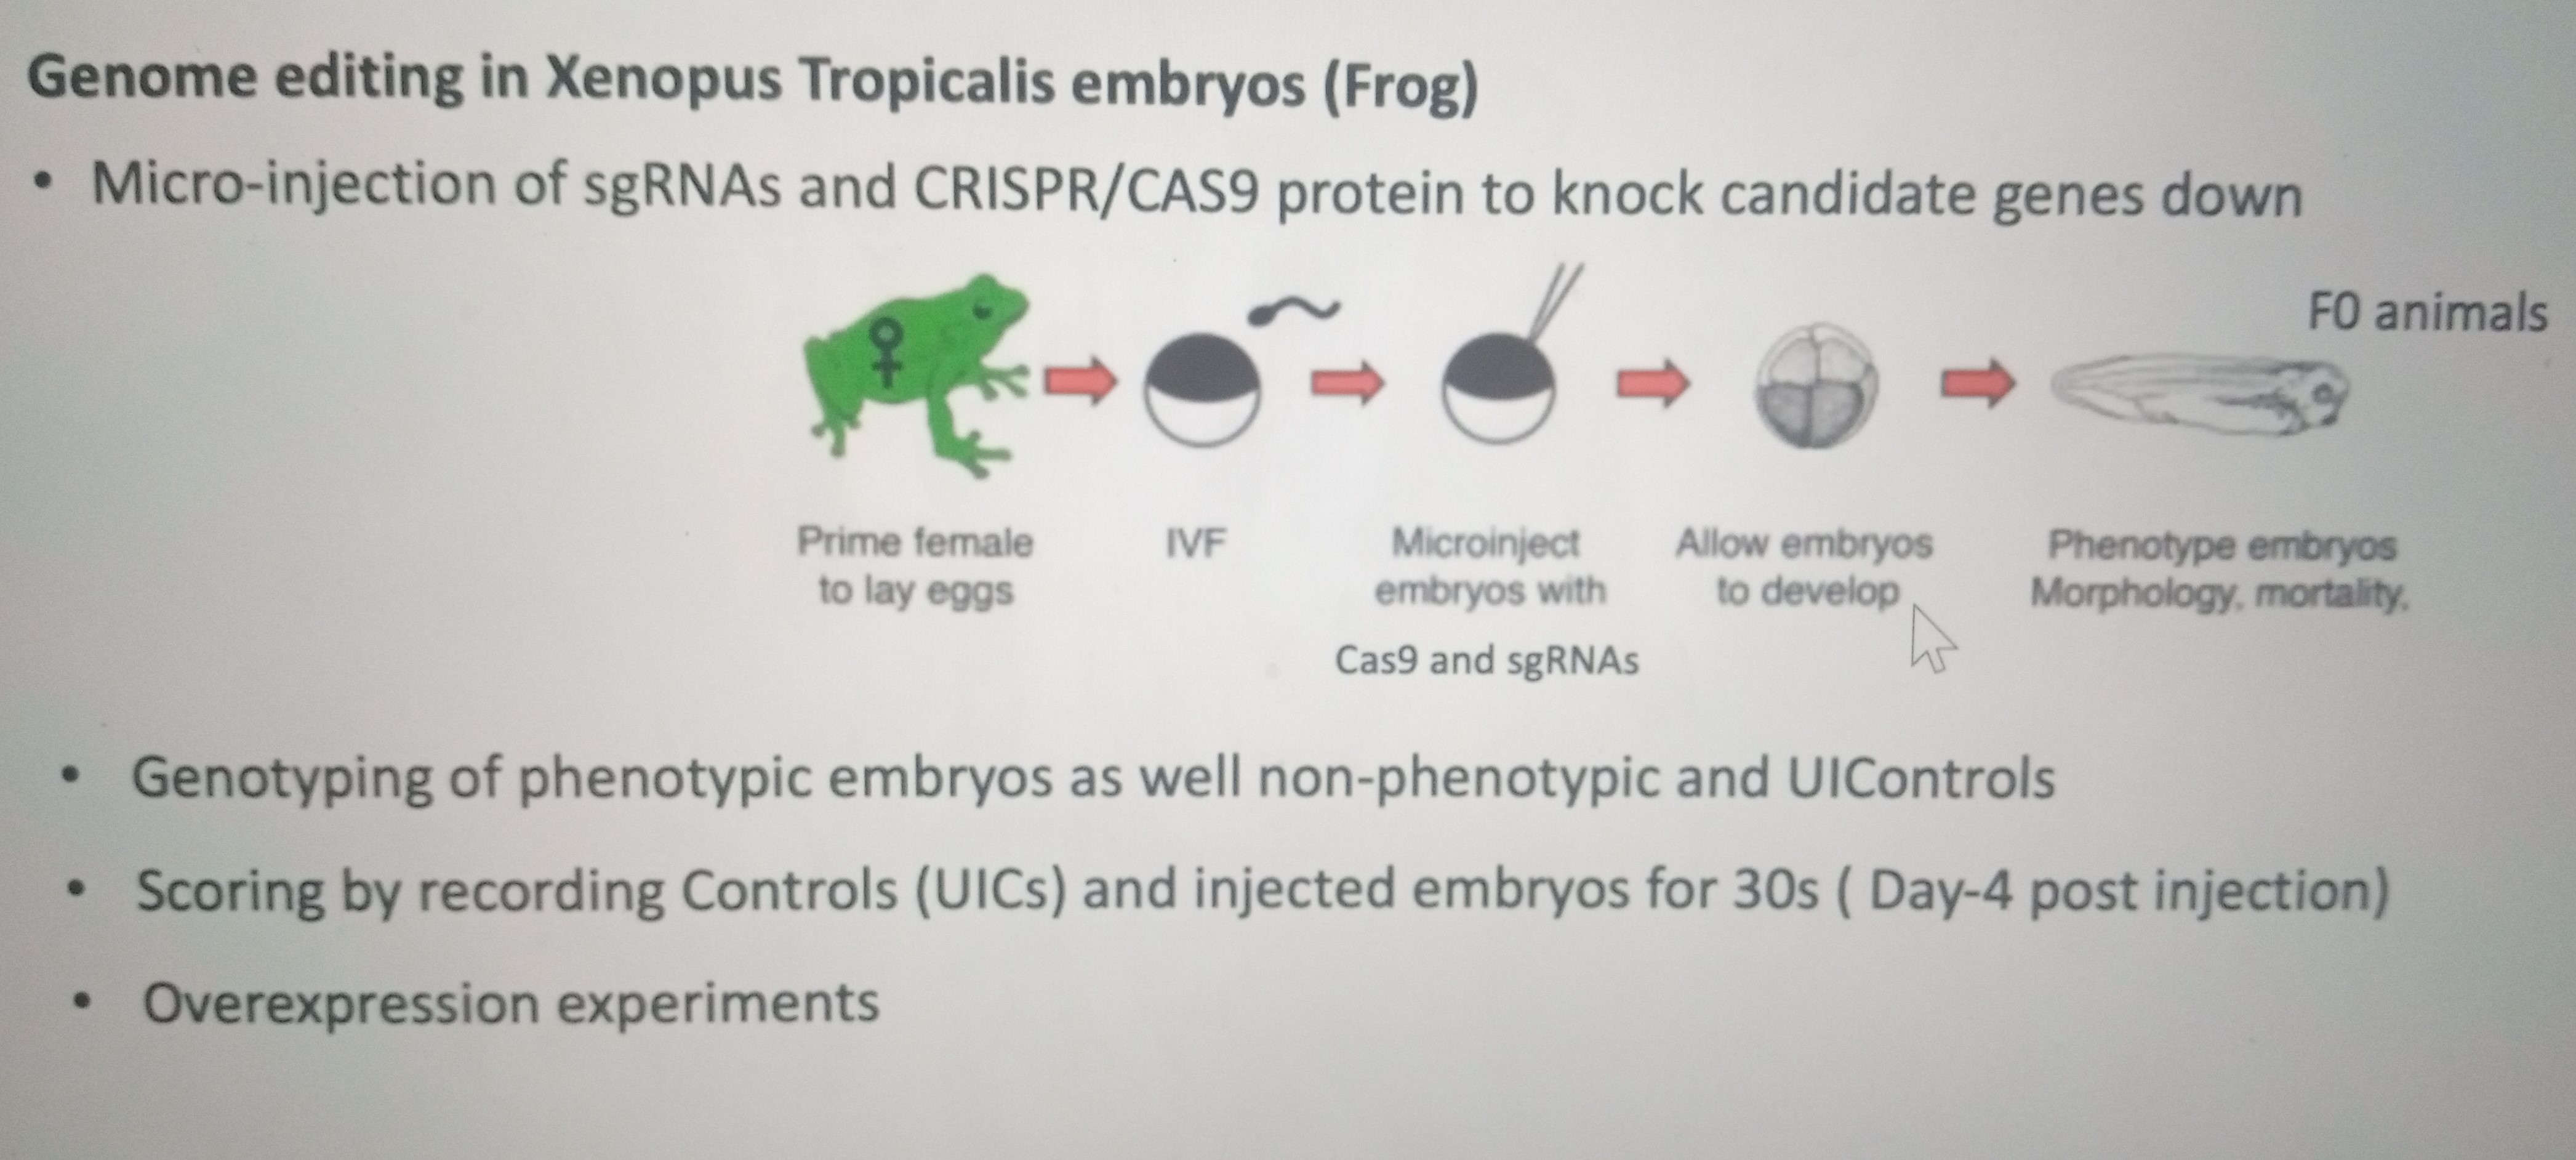 Genome editing in Xenopus Tropicalis embryos (Frog)
• Micro-injection of sgRNAs and CRISPR/CAS9 protein to knock candidate genes down
F0 animals
Prime female
to lay eggs
IVF
Microinject
embryos with
Cas9 and sgRNAs
Allow embryos
to develop
Phenotype embryos
Morphology, mortality,
• Genotyping of phenotypic embryos as well non-phenotypic and UIControls
• Scoring by recording Controls (UICs) and injected embryos for 30s ( Day-4 post injection)
• Overexpression experiments